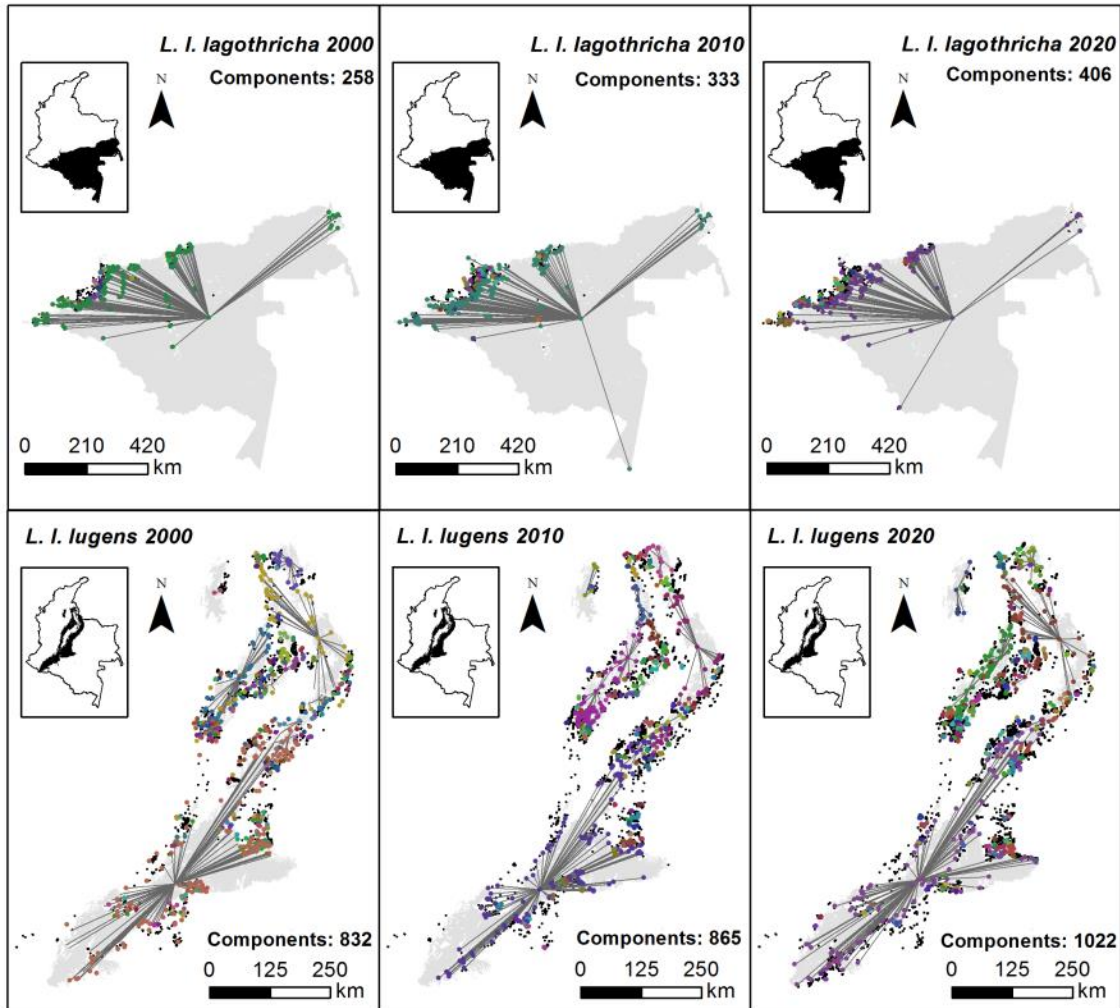 L. l. lagothricha 2000
Components: 258
N
0 210 420
km
L. l. lagothricha 2010
Components: 333
N
0 210 420
km
L. l. lagothricha 2020
Components: 406
N
0 210 420
km
L. l. lugens 2000
N
Components: 832
0 125 250
km
L. l. lugens 2010
N
Components: 865
0 125 250
km
L. l. lugens 2020
N
Components: 1022
0 125 250
km